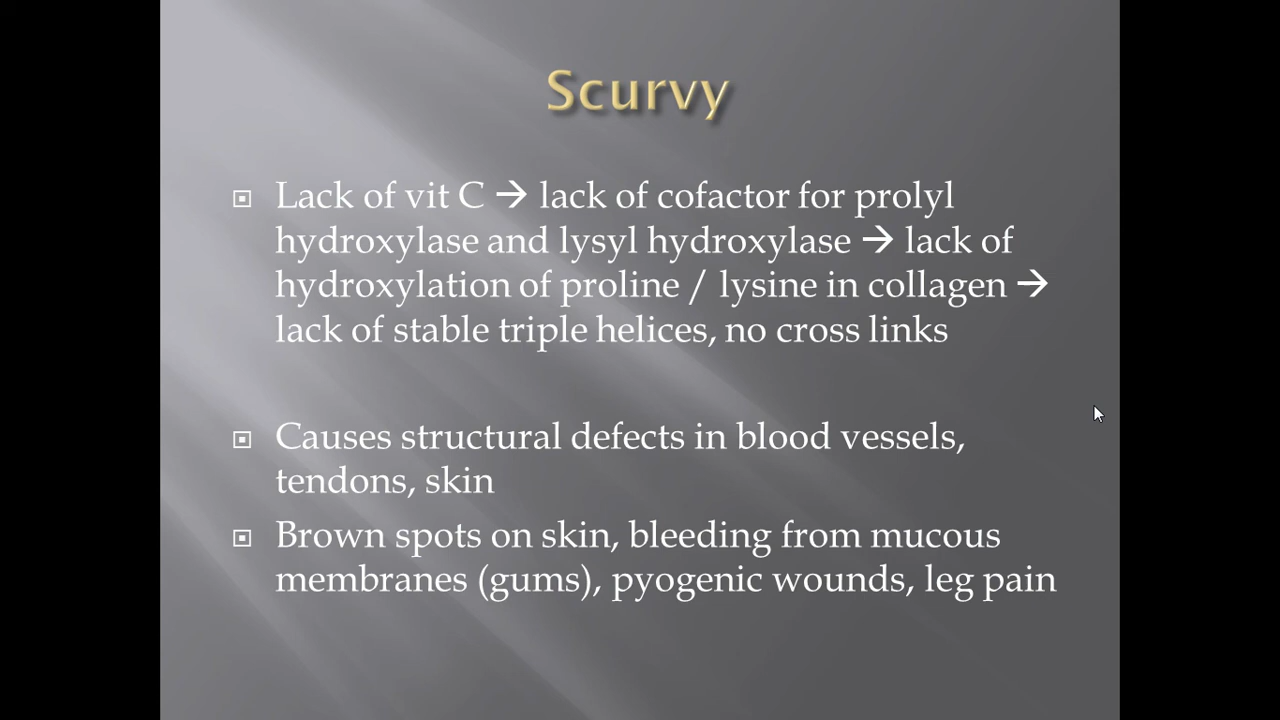 Scurvy
Lack of vit C → lack of cofactor for prolyl
hydroxylase and lysyl hydroxylase → lack of
hydroxylation of proline / lysine in collagen →
lack of stable triple helices, no cross links
Causes structural defects in blood vessels,
tendons, skin
Brown spots on skin, bleeding from mucous
membranes (gums), pyogenic wounds, leg pain